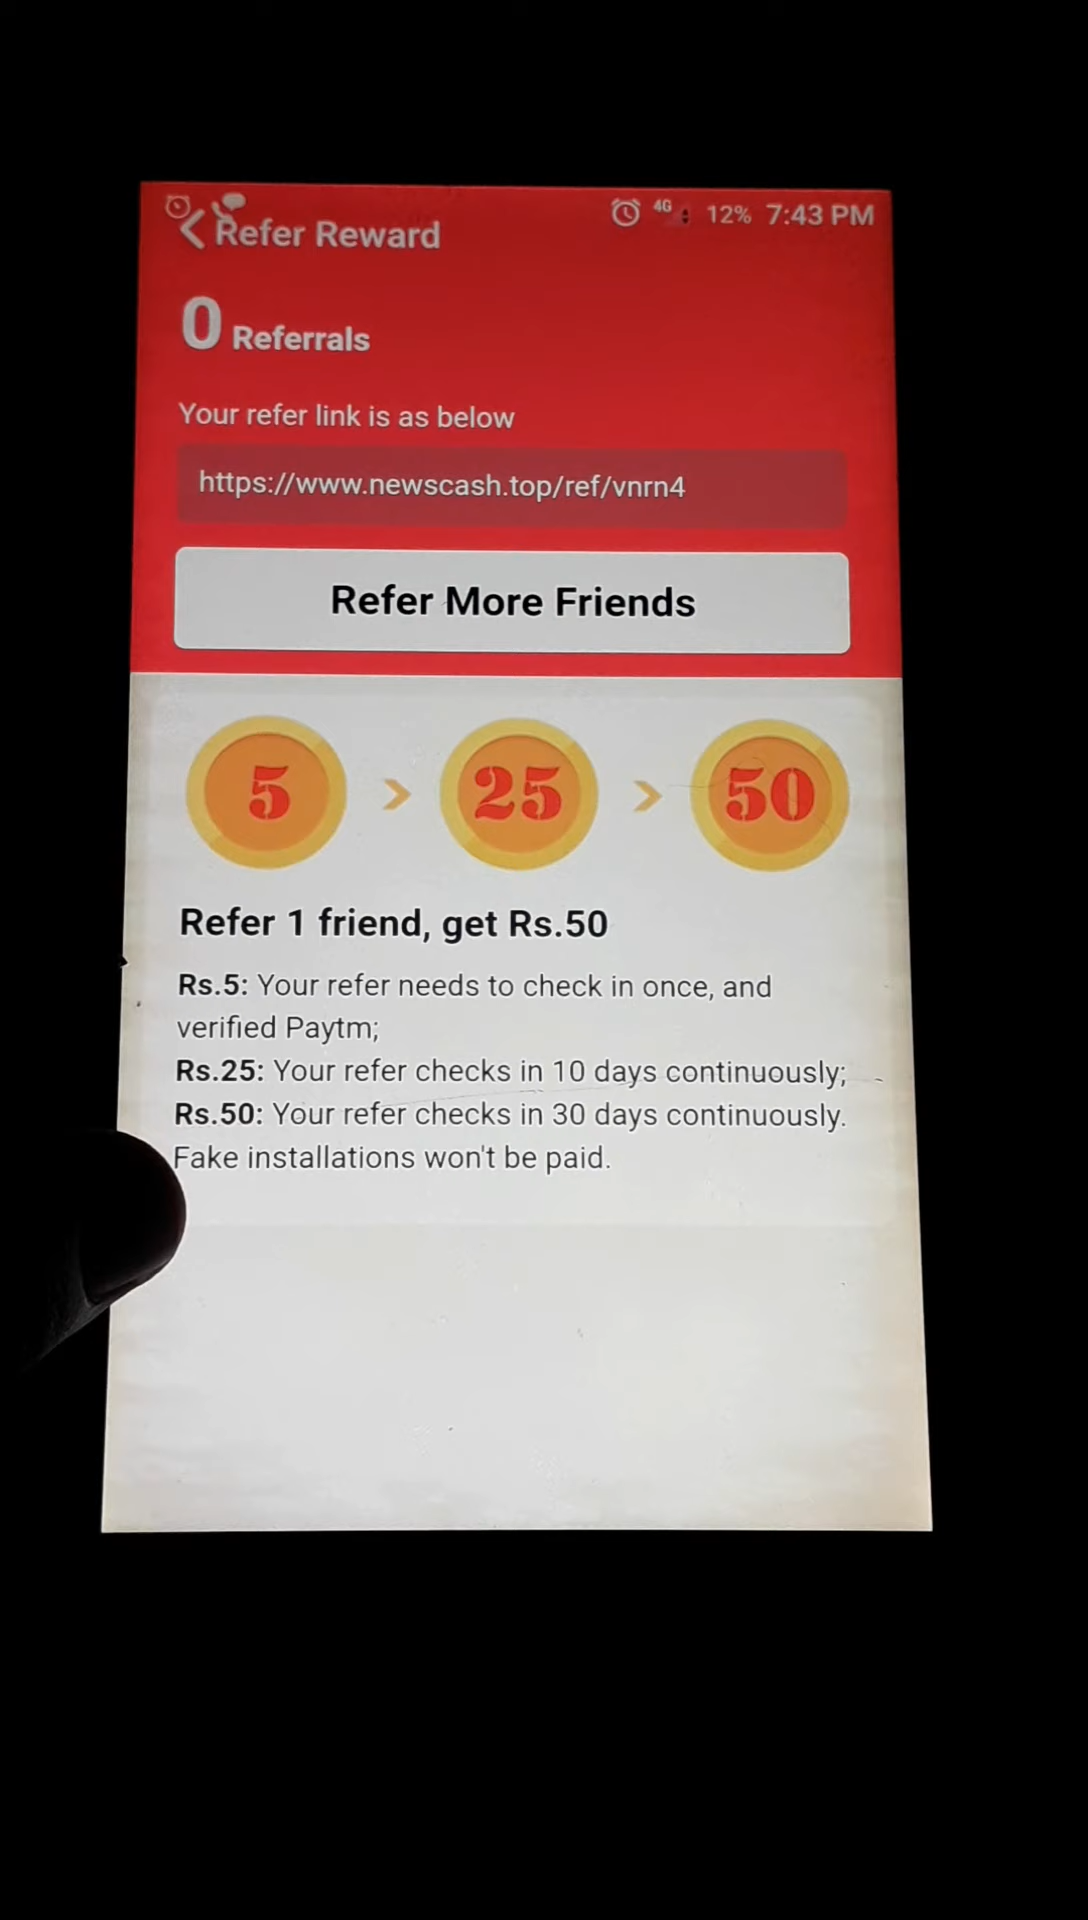 4G 12% 7:43 PM
Refer Reward
0 Referrals
Your refer link is as below
https://www.newscash.top/ref/vnrn4
Refer More Friends
5 > 25 > 50
Refer 1 friend, get Rs.50
Rs.5: Your refer needs to check in once, and
verified Paytm;
Rs.25: Your refer checks in 10 days continuously;
Rs.50: Your refer checks in 30 days continuously.
Fake installations won't be paid.